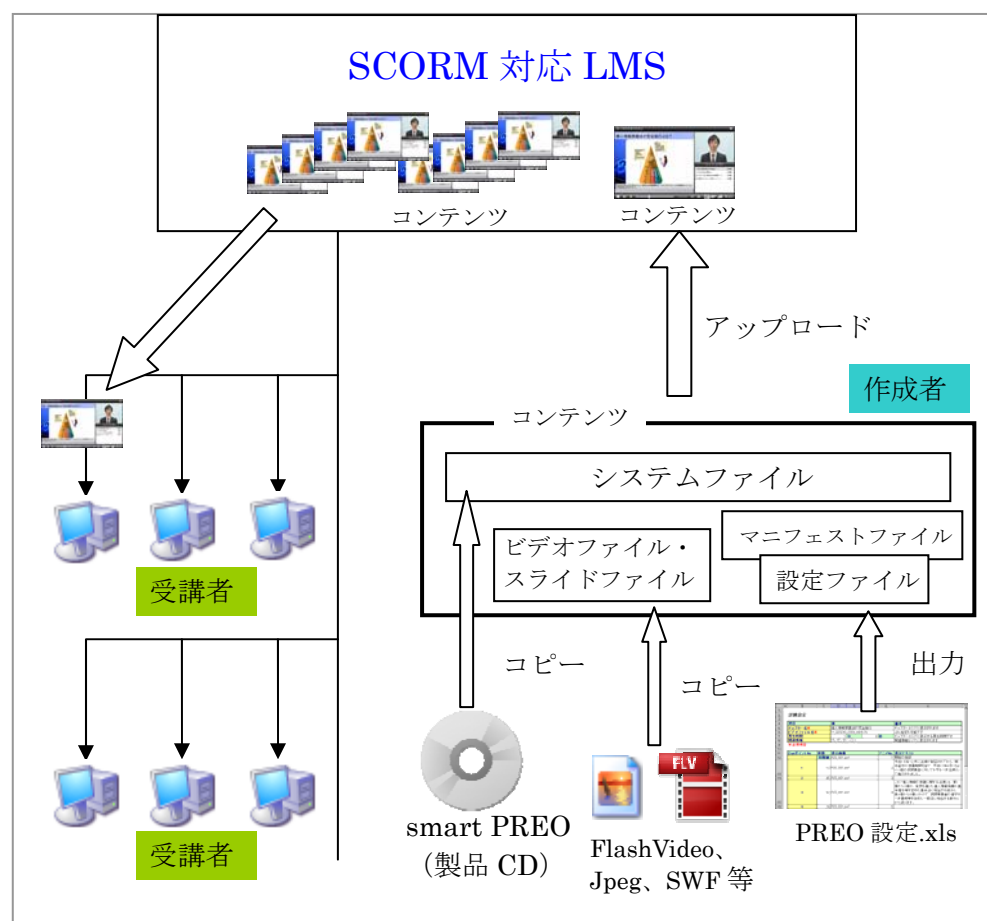 SCORM 対応 LMS
コンテンツ
コンテンツ
アップロード
作成者
コンテンツ
システムファイル
ビデオファイル・
スライドファイル
マニフェストファイル
設定ファイル
受講者
コピー
コピー
出力
FLV
smart PREO
（製品 CD）
FlashVideo、
Jpeg、SWF 等
PREO 設定.xls
受講者